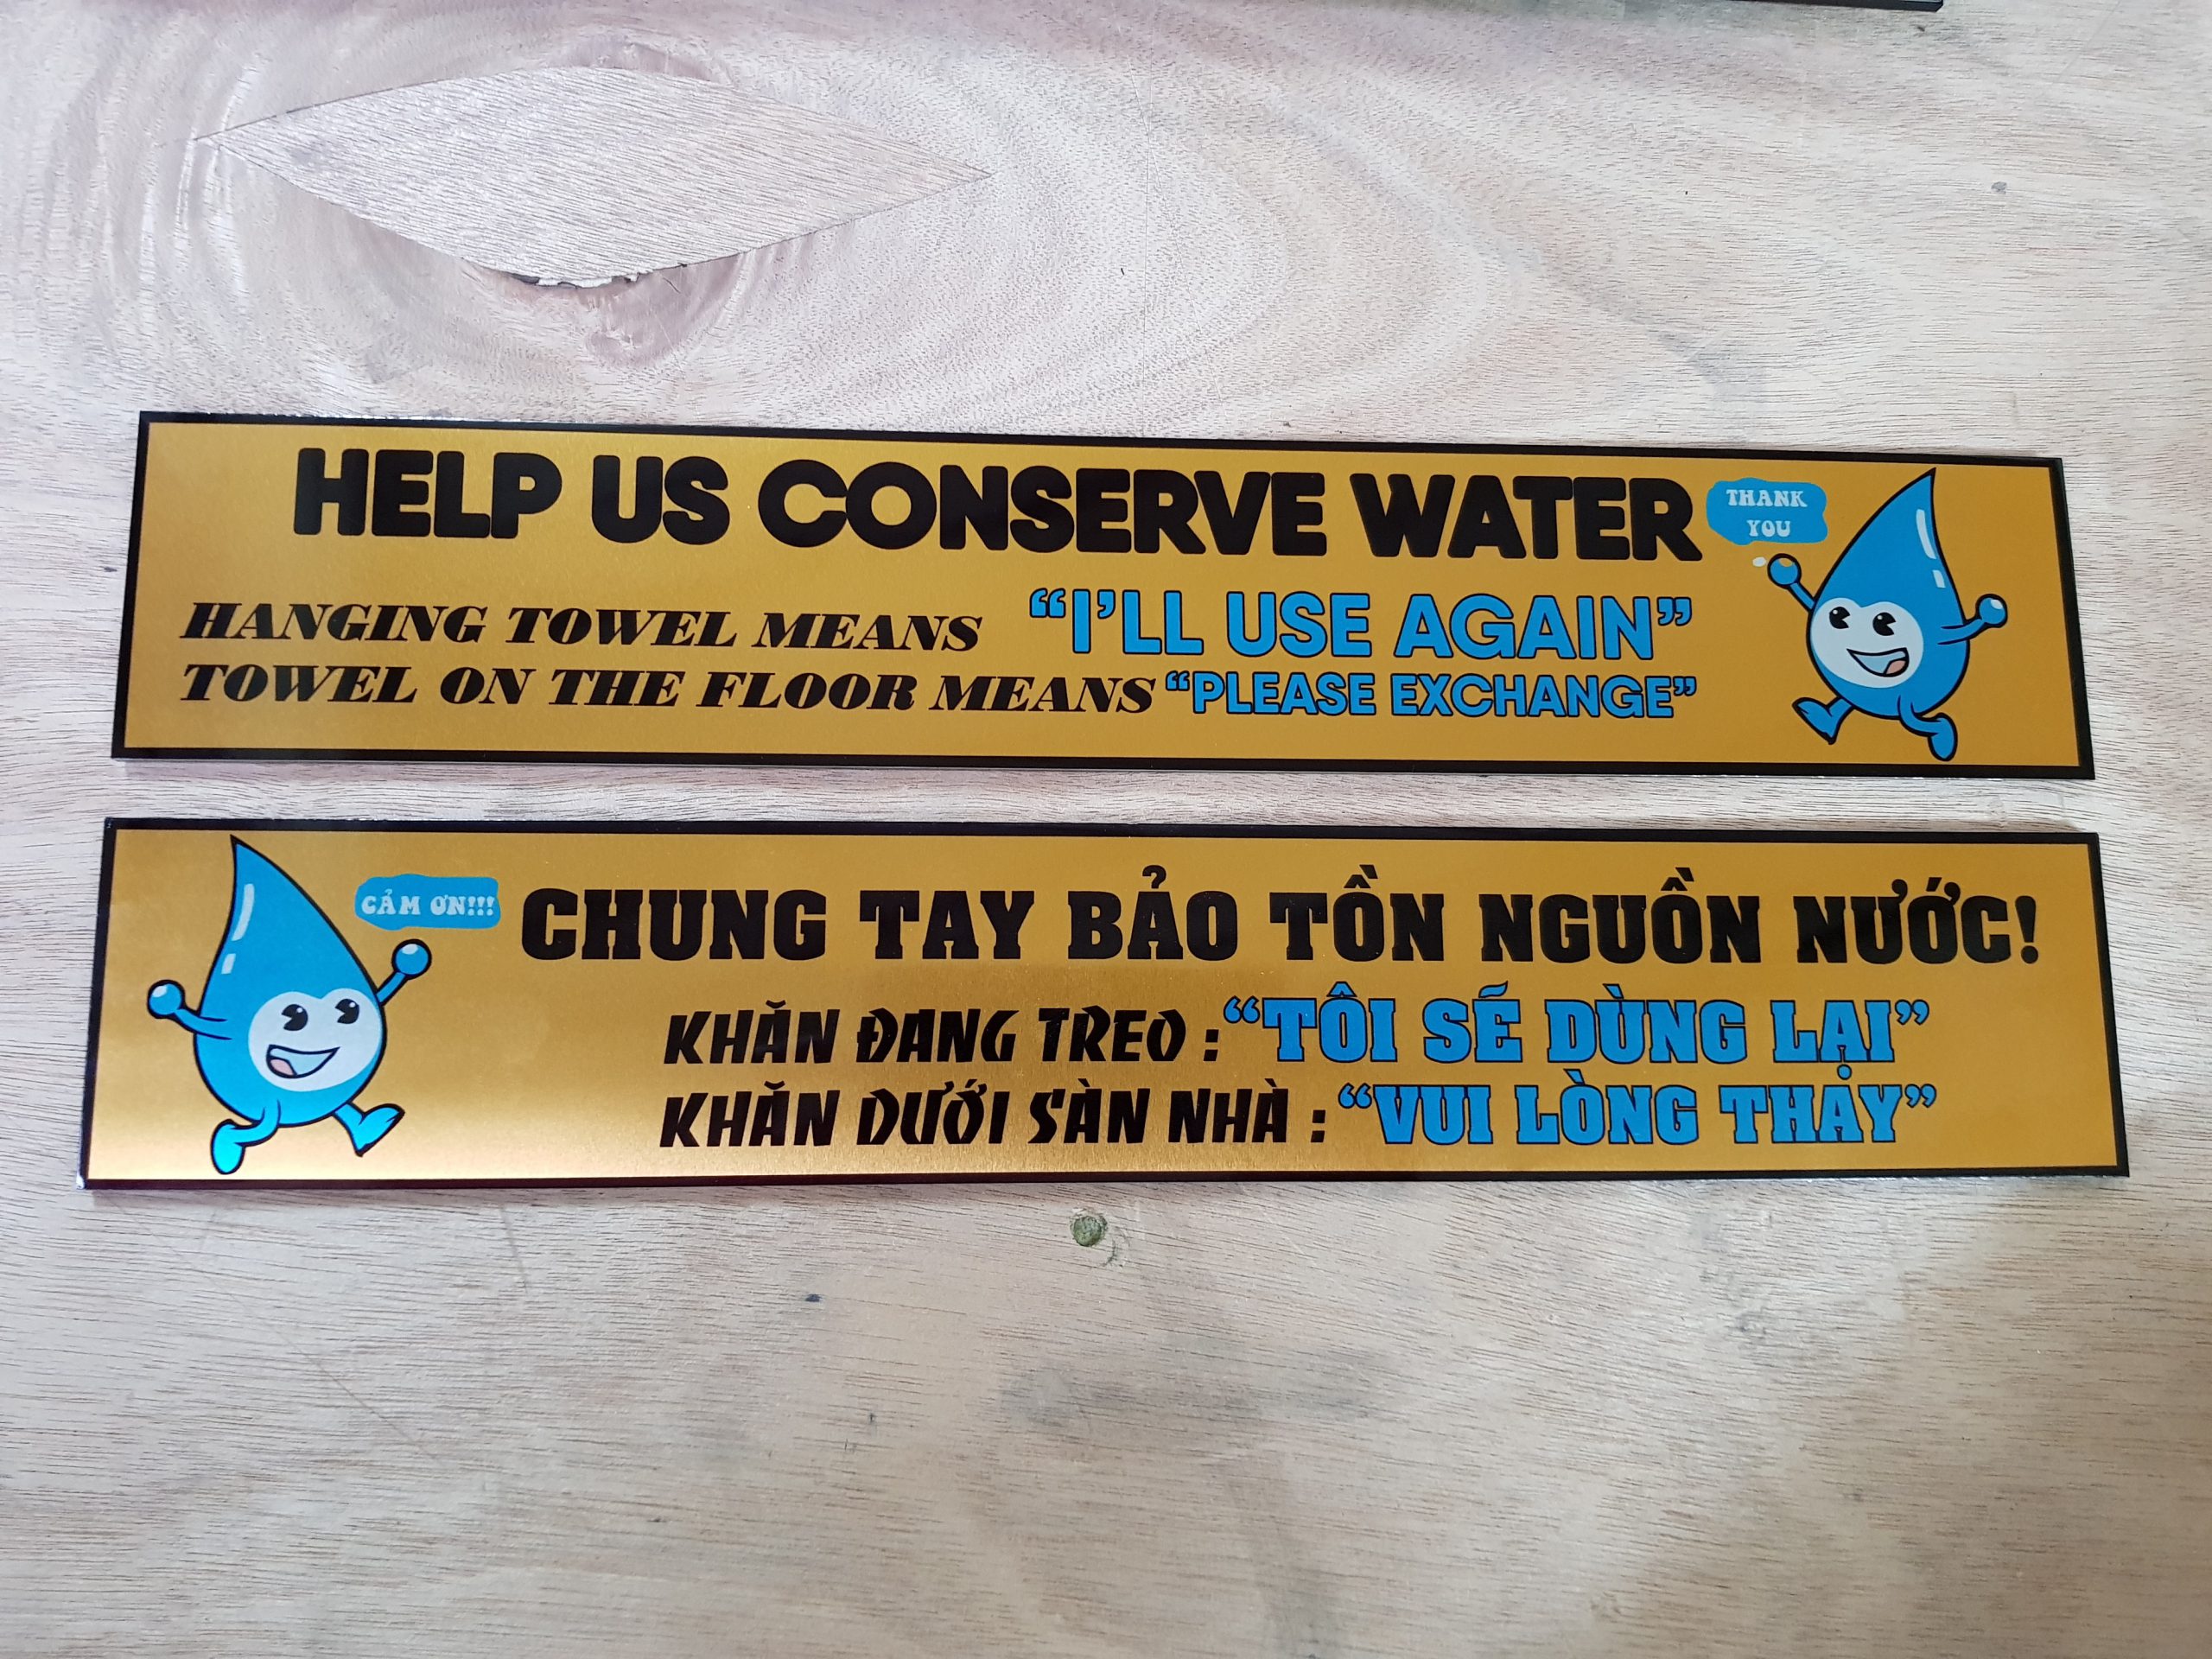 HELP US CONSERVE WATER
THANK
YOU
HANGING TOWEL MEANS "I'LL USE AGAIN"
TOWEL ON THE FLOOR MEANS "PLEASE EXCHANGE"
CẢM ƠN!!!
CHUNG TAY BẢO TỒN NGUỒN NƯỚC!
KHĂN ĐANG TREO : "TÔI SẼ DÙNG LẠI"
KHĂN DƯỚI SÀN NHÀ : "VUI LÒNG THAY"